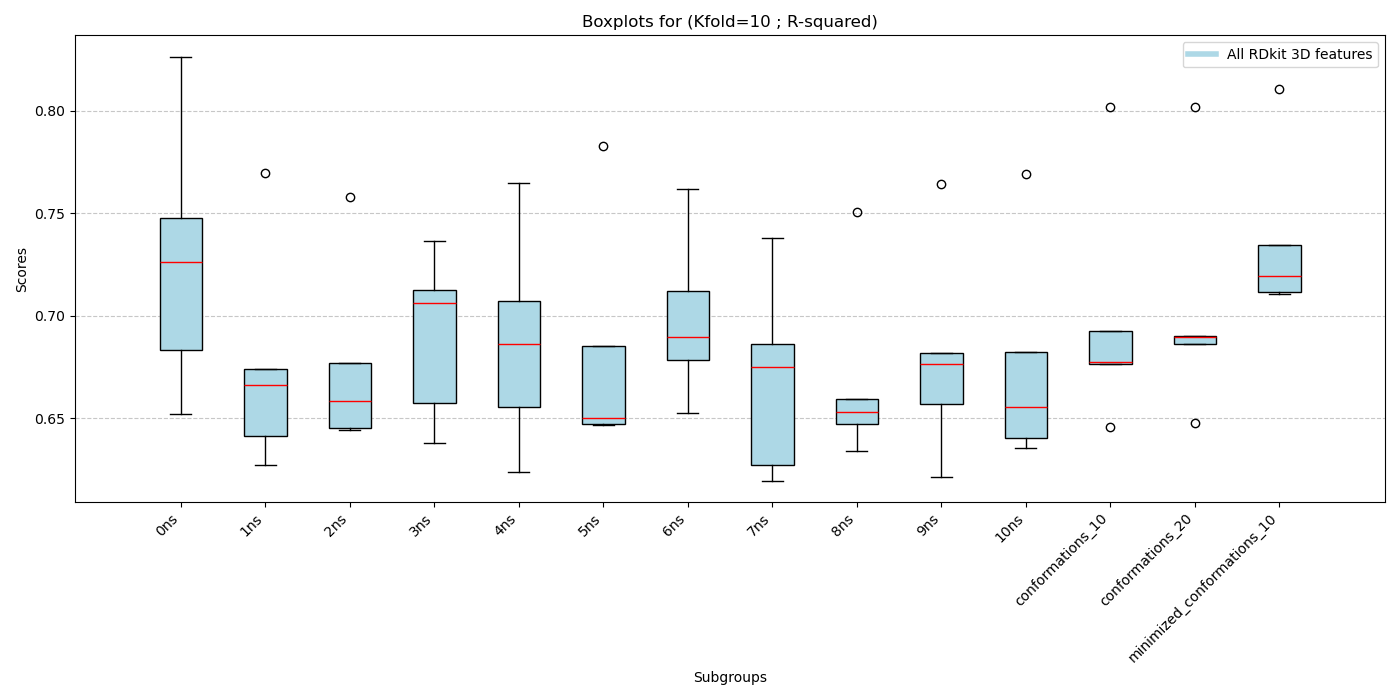 Boxplots for (Kfold=10 ; R-squared)
All RDkit 3D features
Scores
0.80
0.75
0.70
0.65
0ns
1ns
2ns
3ns
4ns
5ns
6ns
7ns
8ns
9ns
10ns
conformations_10
conformations_20
minimized_conformations_10
Subgroups